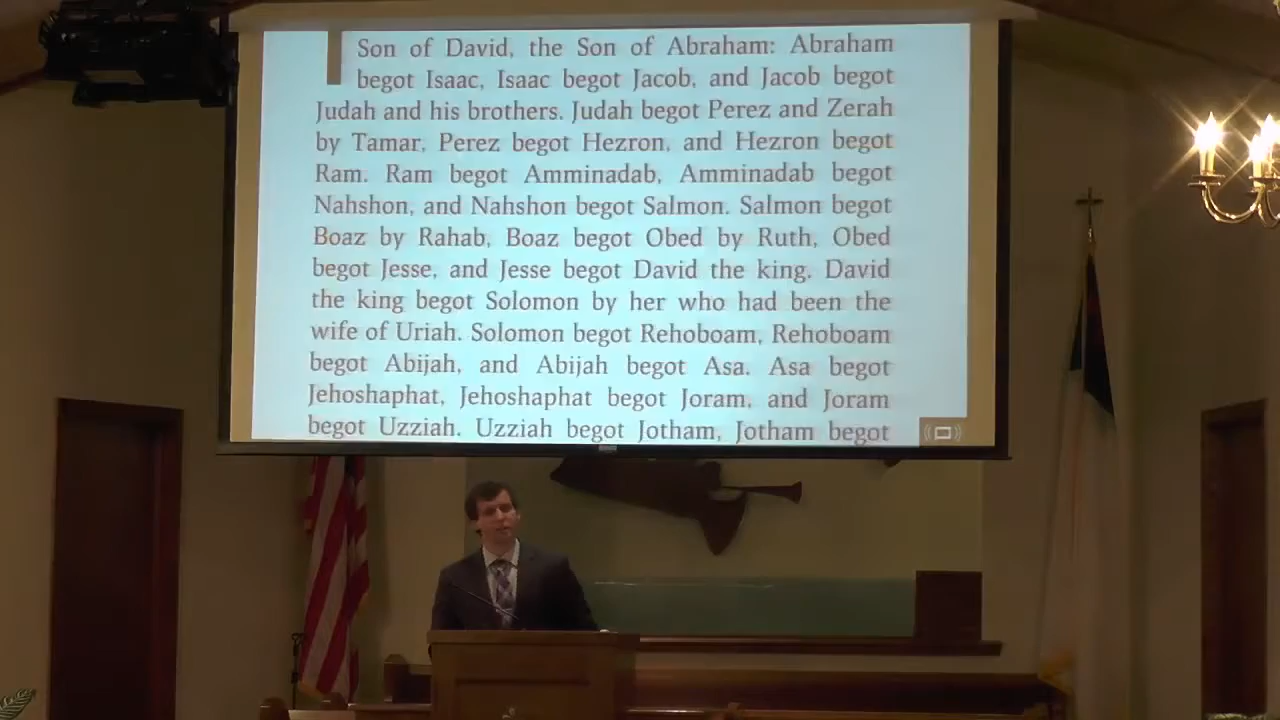 Son of David, the Son of Abraham: Abraham
begot Isaac, Isaac begot Jacob, and Jacob begot
Judah and his brothers. Judah begot Perez and Zerah
by Tamar, Perez begot Hezron, and Hezron begot
Ram. Ram begot Amminadab, Amminadab begot
Nahshon, and Nahshon begot Salmon. Salmon begot
Boaz by Rahab, Boaz begot Obed by Ruth, Obed
begot Jesse, and Jesse begot David the king. David
the king begot Solomon by her who had been the
wife of Uriah. Solomon begot Rehoboam, Rehoboam
begot Abijah, and Abijah begot Asa. Asa begot
Jehoshaphat, Jehoshaphat begot Joram, and Joram
begot Uzziah. Uzziah begot Jotham, Jotham begot